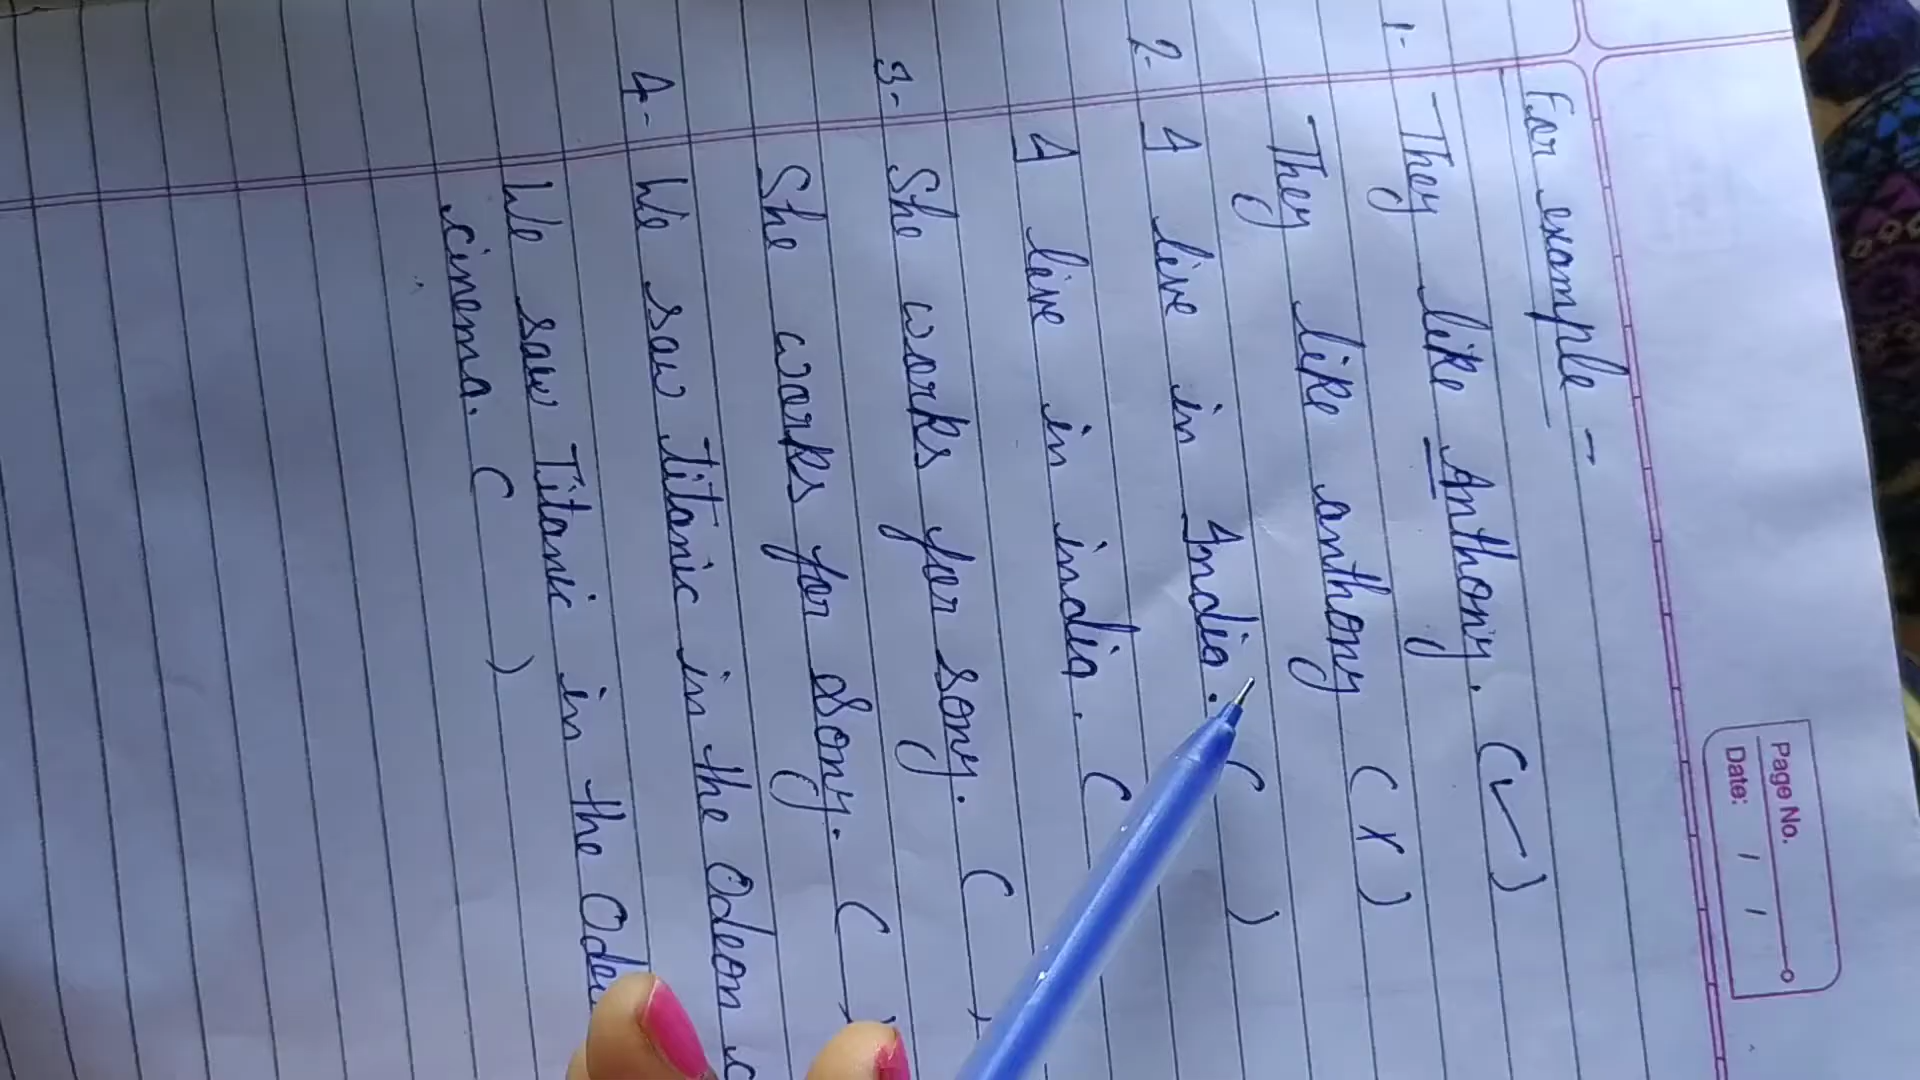 Page No.
Date: / /
For example -
1- They like Anthony. (✓)
They like anthony (x)
2. I live in India. ( )
I live in india. (
3- She works for sony. (
She works for Sony. ( )
4- We saw titanic in the Odeon
We saw Titanic in the
cinema. ( )